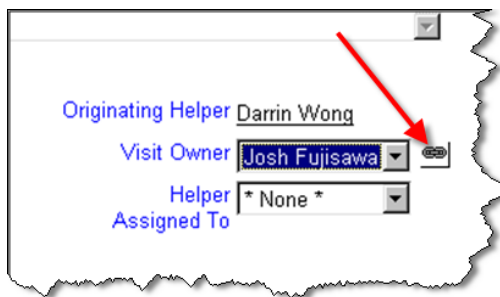 Originating Helper Darrin Wong
Visit Owner Josh Fujisawa
Helper * None *
Assigned To